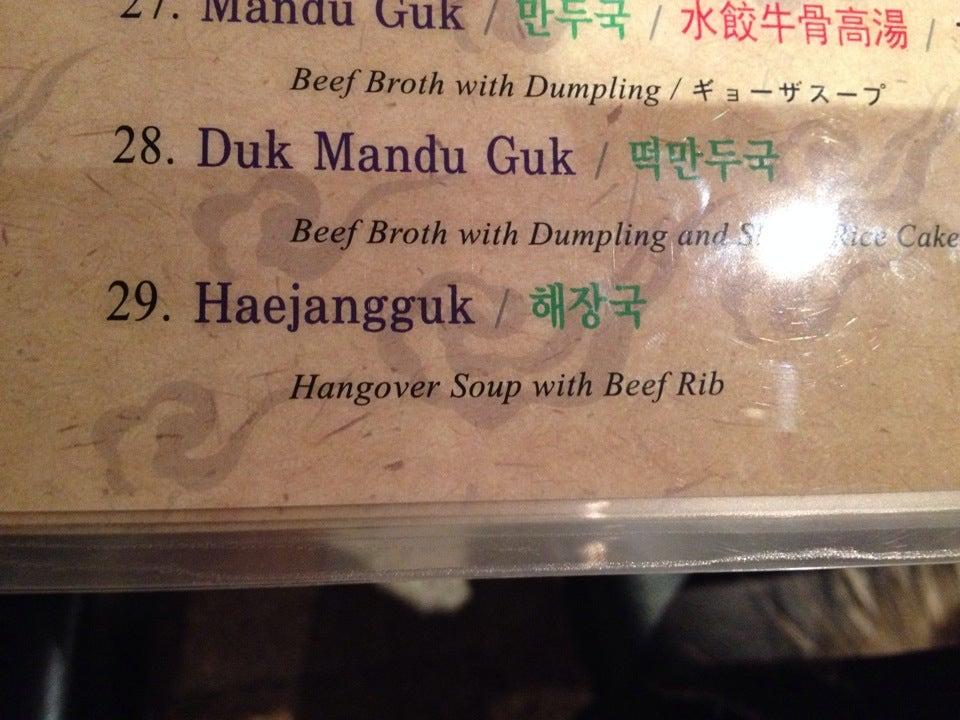 27. Mandu Guk / 만두국 / 水餃牛骨高湯 /
Beef Broth with Dumpling / ギョーザスープ
28. Duk Mandu Guk / 떡만두국
Beef Broth with Dumpling and Rice Cake
29. Haejangguk / 해장국
Hangover Soup with Beef Rib